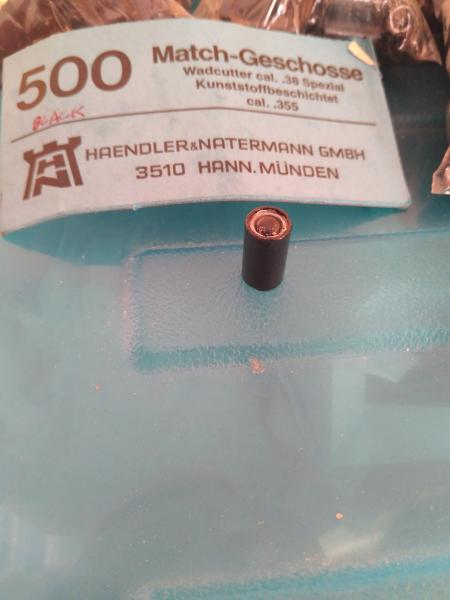 500 Match-Geschosse
Wadcutter cal. .38 Spezial
Kunststoffbeschichtet
cal. .355
BLACK
HAENDLER&NATERMANN GMBH
3510 HANN.MÜNDEN